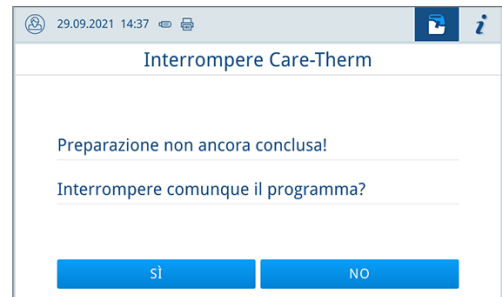 29.09.2021 14:37
i
Interrompere Care-Therm
Preparazione non ancora conclusa!
Interrompere comunque il programma?
SÌ
NO